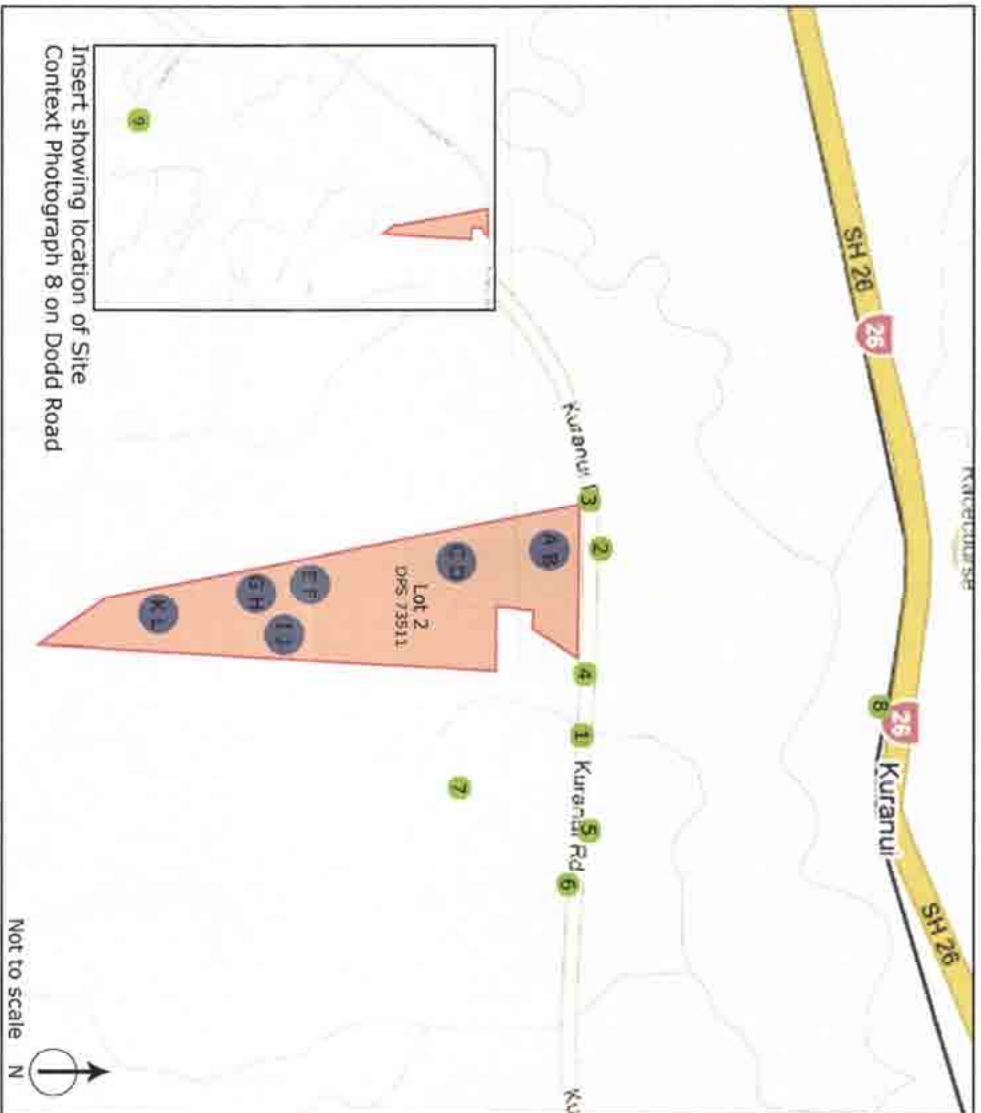 Racecourse
SH 26
26
8
26
Kuranui
SH 26
Kuranui
3
2
4
1
Kuranui Rd
5
6
7
A B
C D
Lot 2
DPS 73511
E F
G H
I J
K L
9
Insert showing location of Site
Context Photograph 8 on Dodd Road
Not to scale
N